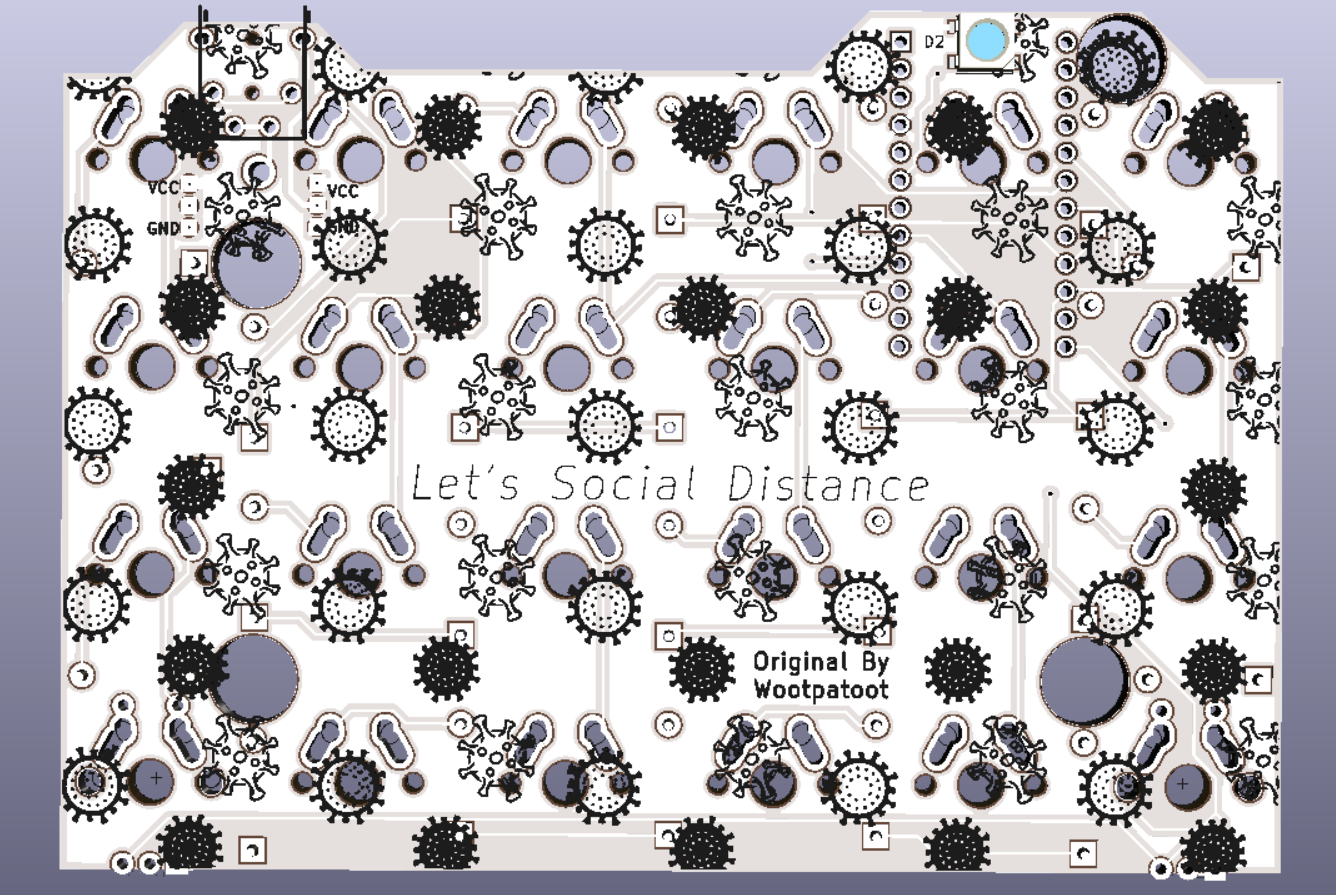 D2
VCC
VCC
GND
GND
Let's Social Distance
Original By
Wootpatoot